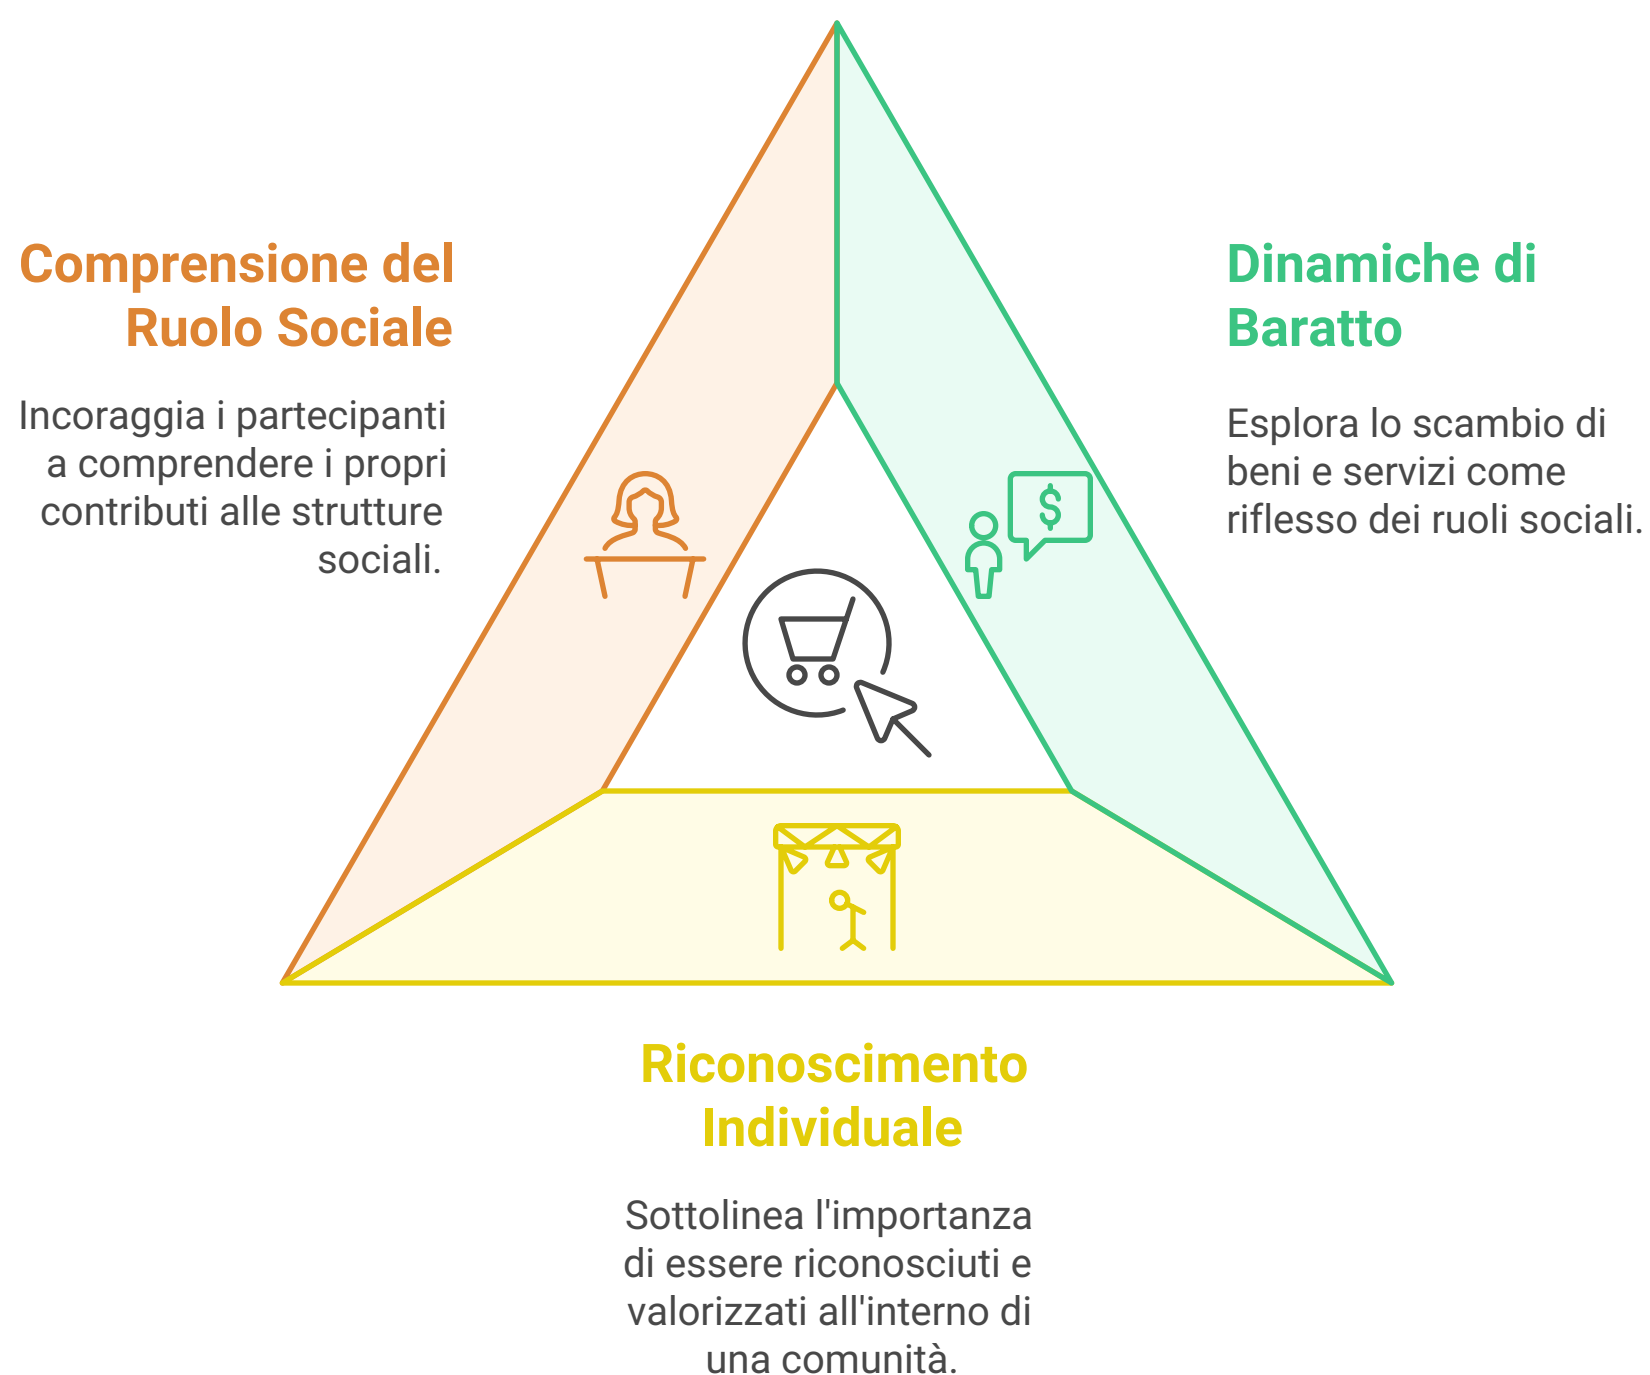 Comprensione del
Ruolo Sociale
Incoraggia i partecipanti
a comprendere i propri
contributi alle strutture
sociali.
Dinamiche di
Baratto
Esplora lo scambio di
beni e servizi come
riflesso dei ruoli sociali.
$
Riconoscimento
Individuale
Sottolinea l'importanza
di essere riconosciuti e
valorizzati all'interno di
una comunità.